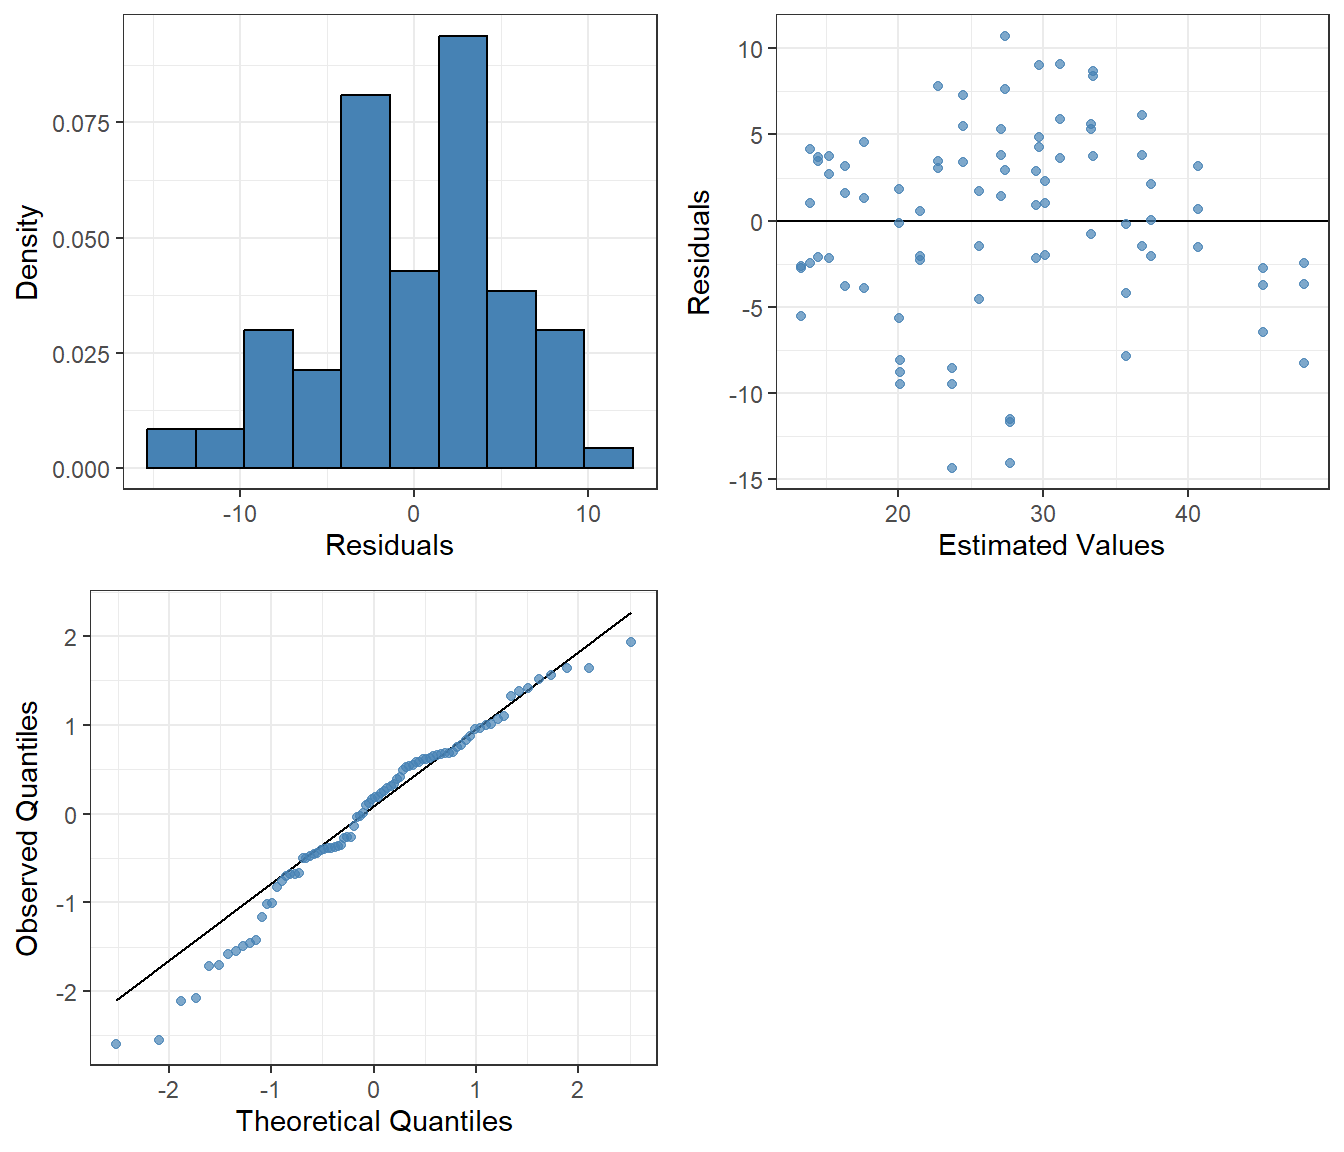 Density
0.075
0.050
0.025
0.000
-10 0 10
Residuals
Residuals
10
5
0
-5
-10
-15
20 30 40
Estimated Values
Observed Quantiles
2
1
0
-1
-2
-2 -1 0 1 2
Theoretical Quantiles